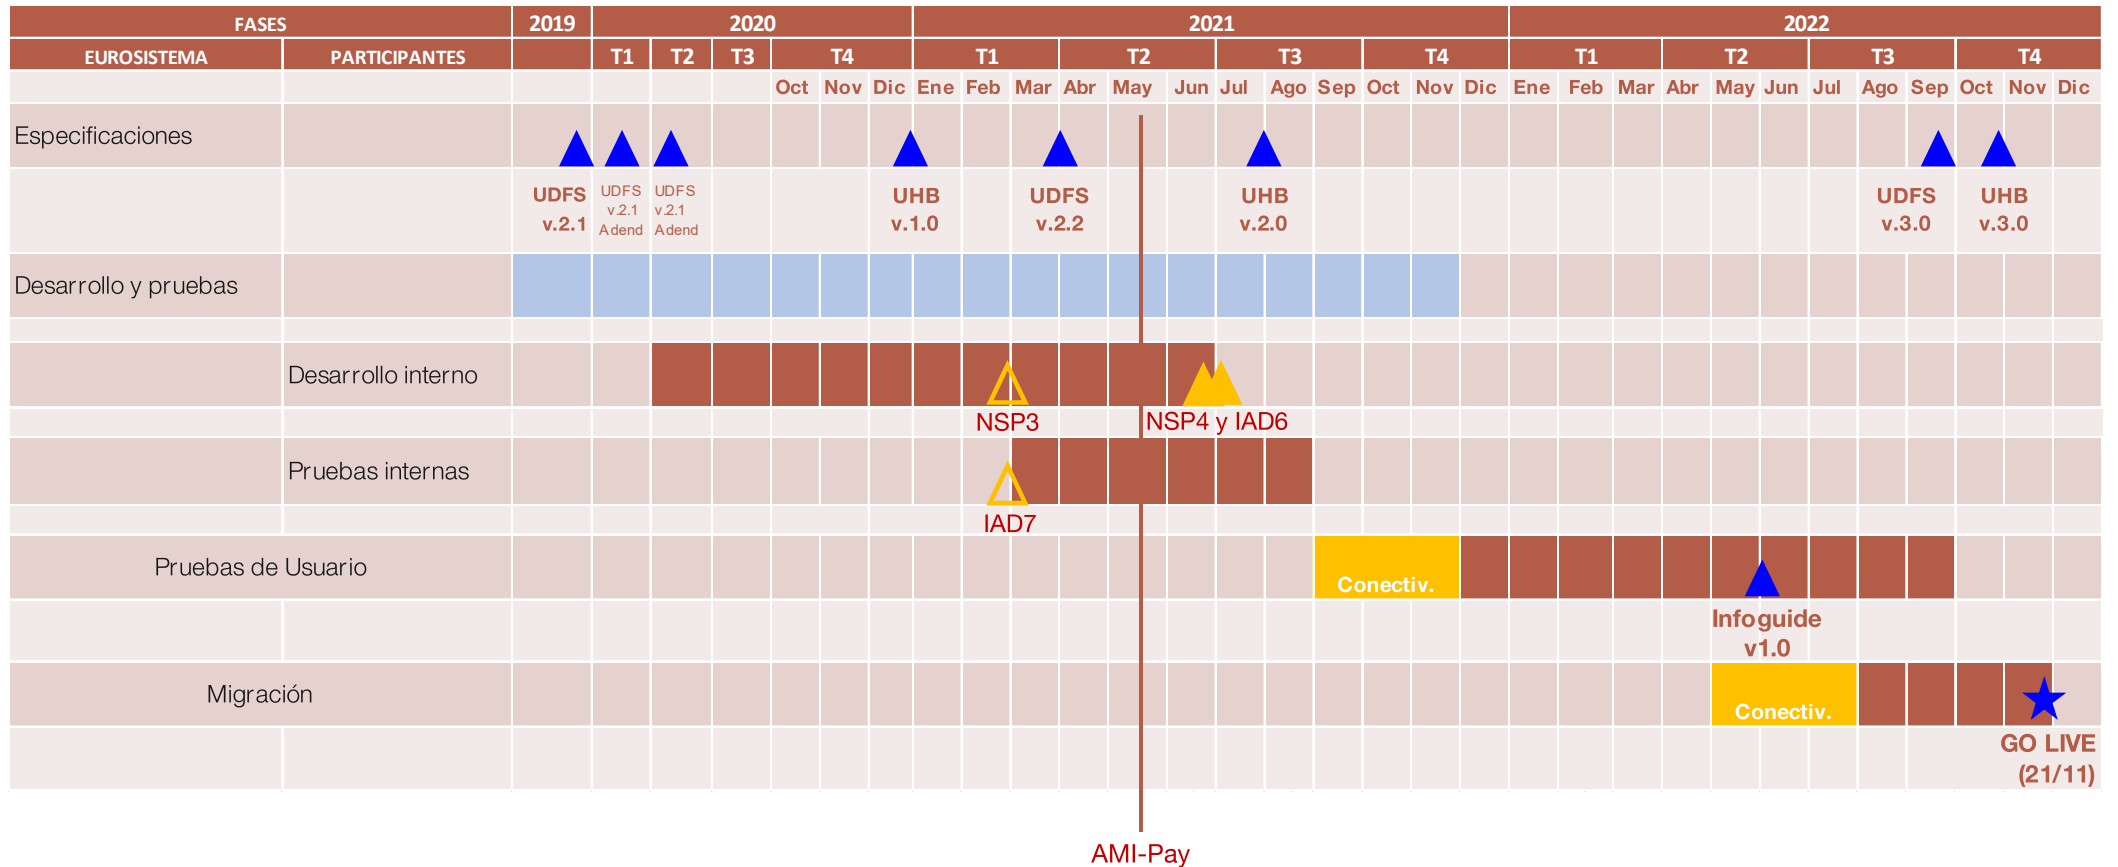 FASES 2019 2020 2021 2022
EUROSISTEMA PARTICIPANTES T1 T2 T3 T4 T1 T2 T3 T4 T1 T2 T3 T4
Oct Nov Dic Ene Feb Mar Abr May Jun Jul Ago Sep Oct Nov Dic Ene Feb Mar Abr May Jun Jul Ago Sep Oct Nov Dic
Especificaciones
UDFS UDFS UDFS UHB UDFS UHB UDFS UHB
v.2.1 v.2.1 v.2.1 v.1.0 v.2.2 v.2.0 v.3.0 v.3.0
Adend Adend
Desarrollo y pruebas
Desarrollo interno
NSP3 NSP4 y IAD6
Pruebas internas
IAD7
Pruebas de Usuario Conectiv.
Infoguide
v1.0
Migración Conectiv.
GO LIVE
(21/11)
AMI-Pay